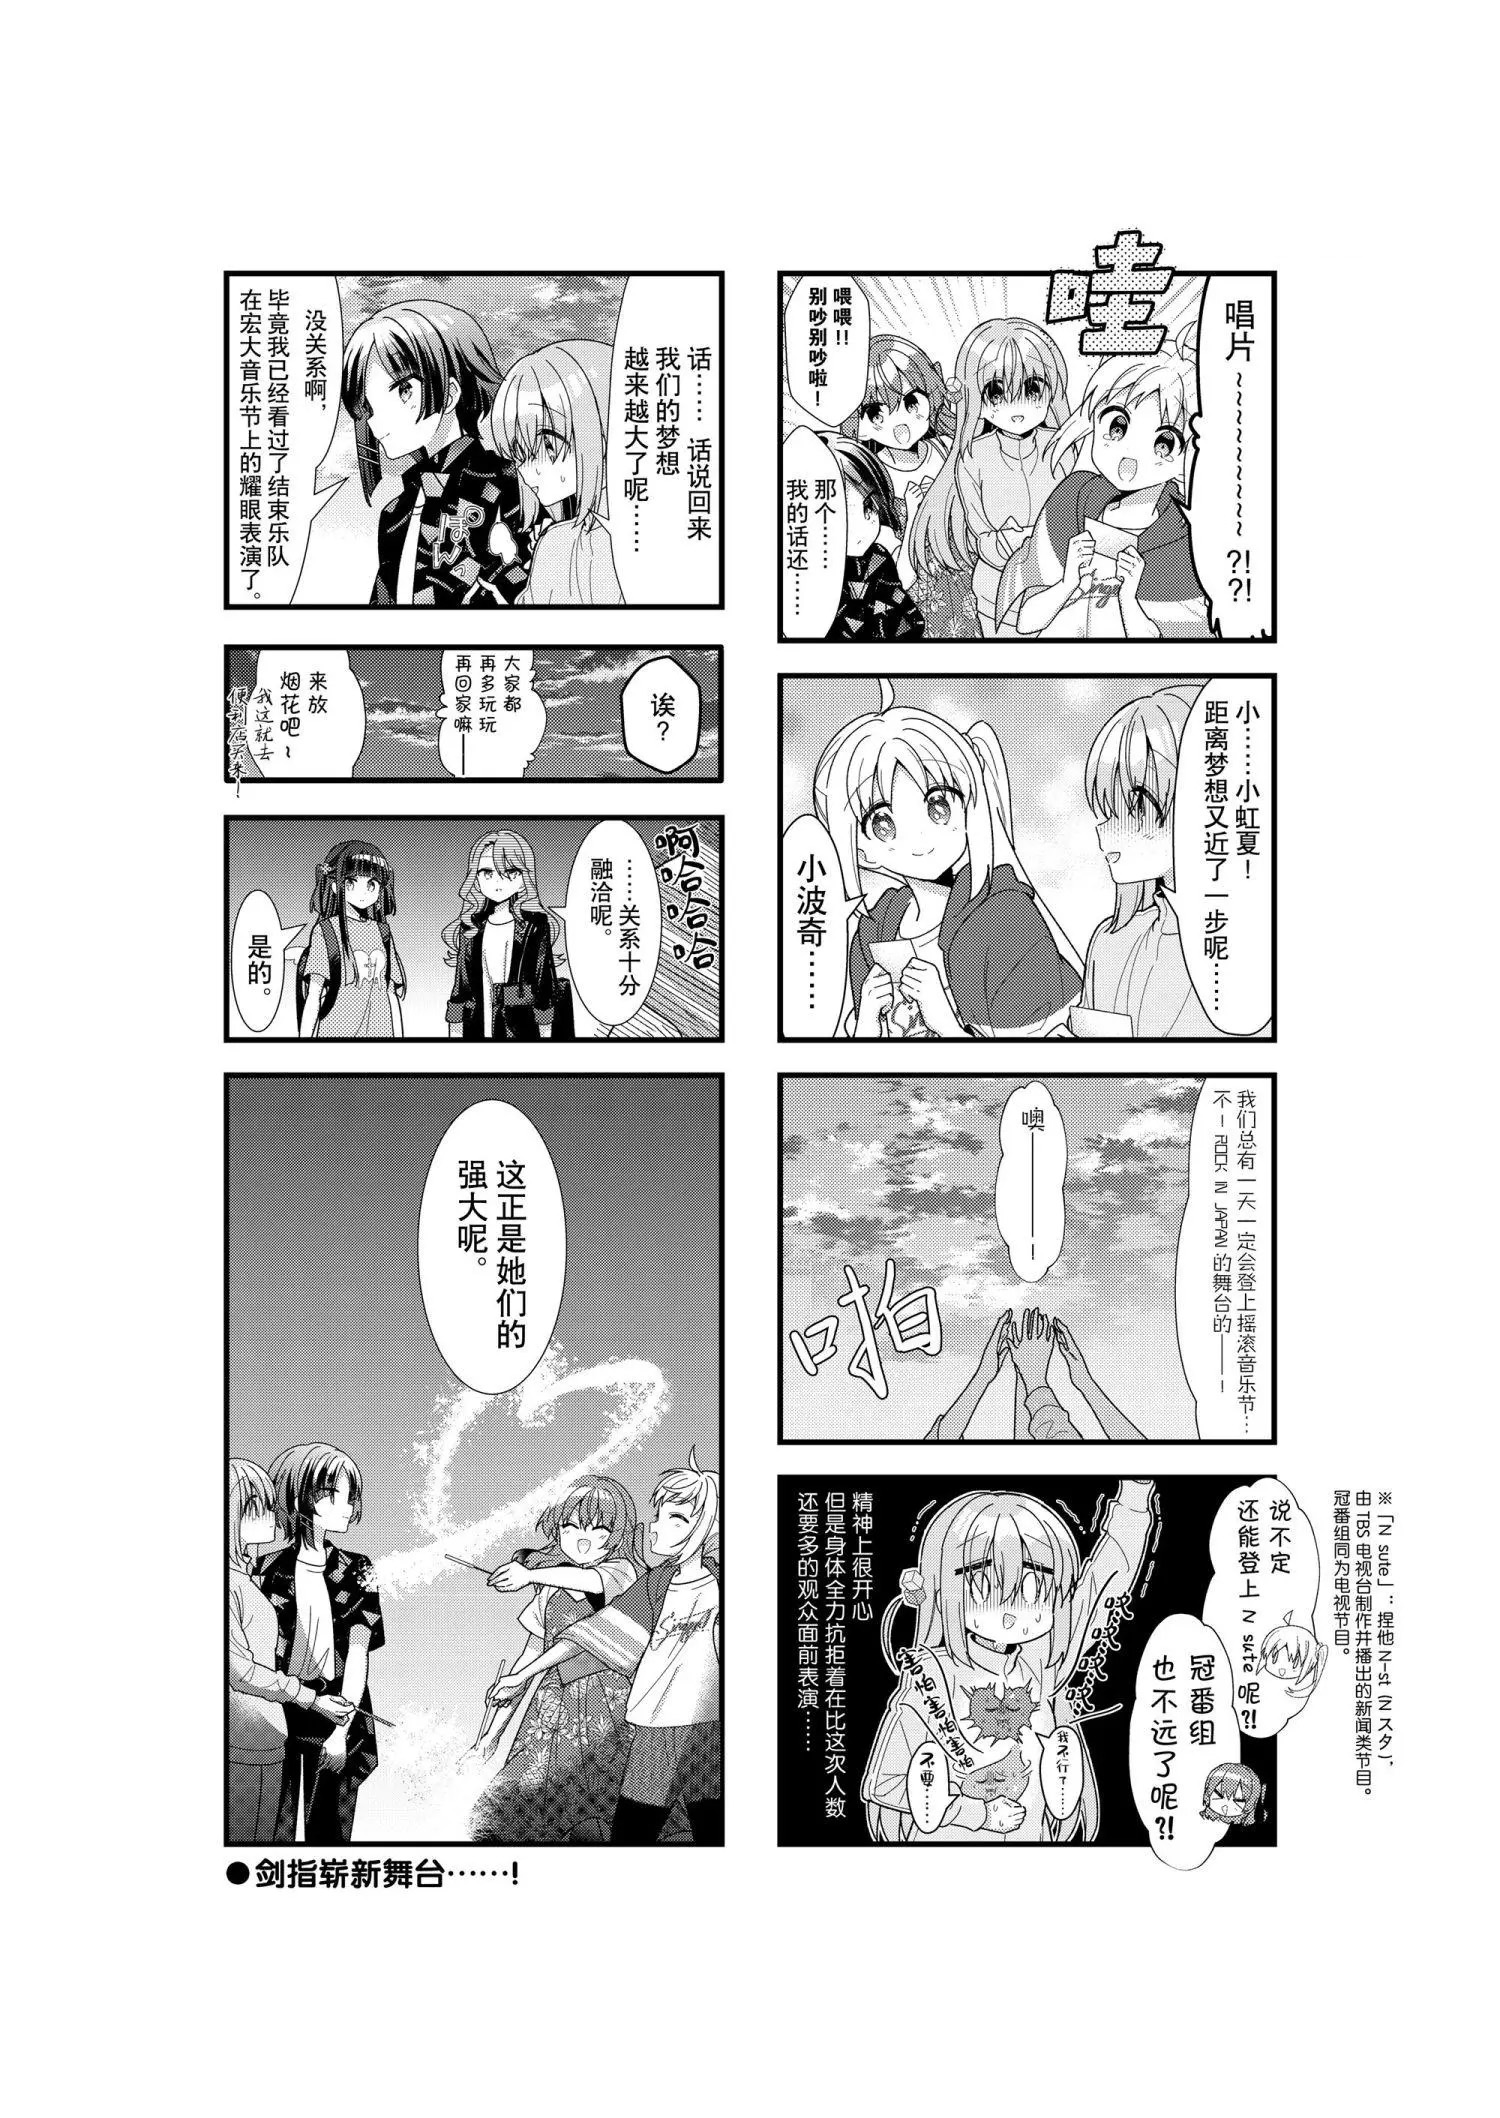 哇
唱片~~~~~~~~~?!?!
喂喂!!
别吵别吵啦！
那个……
我的话还……
小……小虹夏！
距离梦想又近了一步呢……
小波奇……
我们总有一天一定会登上摇滚音乐节…
不－ROCK IN JAPAN的舞台的——！
噢———！
啪
说不定
还能登上N sute呢?!
冠番组
也不远了呢?!
哎哎哎哎
害怕害怕害怕
我不行了…
不要……
精神上很开心
但是身体全力抗拒着在比这次人数
还要多的观众面前表演……
※「N sute」：捏他N-st (Nスタ)，
由TBS电视台制作并播出的新闻类节目。
冠番组同为电视节目。
话……话说回来
我们的梦想
越来越大了呢……
ぽん
没关系啊，
毕竟我已经看过了结束乐队
在宏大音乐节上的耀眼表演了。
诶？
大家都
再多玩玩
再回家嘛——
来放
烟花吧~
我这就去
便利店买来~
啊哈哈哈哈
……关系十分
融洽呢。
是的。
这正是她们的
强大呢。
●剑指崭新舞台……!